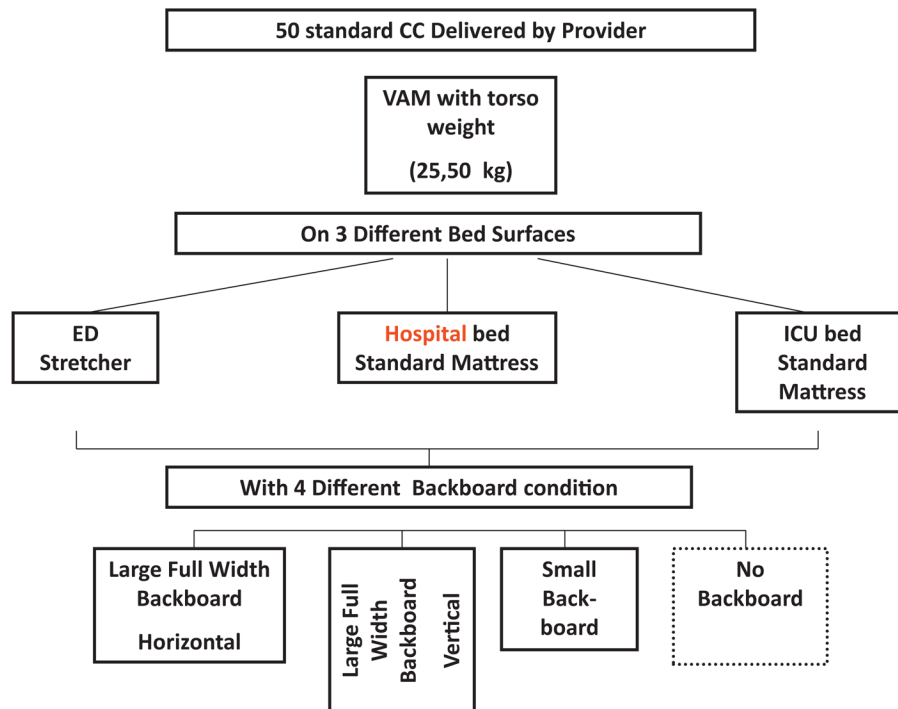 50 standard CC Delivered by Provider
VAM with torso
weight
(25,50 kg)
On 3 Different Bed Surfaces
ED
Stretcher
Hospital bed
Standard Mattress
ICU bed
Standard
Mattress
With 4 Different Backboard condition
Large Full Width
Backboard
Horizontal
Large Full
Width
Backboard
Vertical
Small
Back-
board
No
Backboard